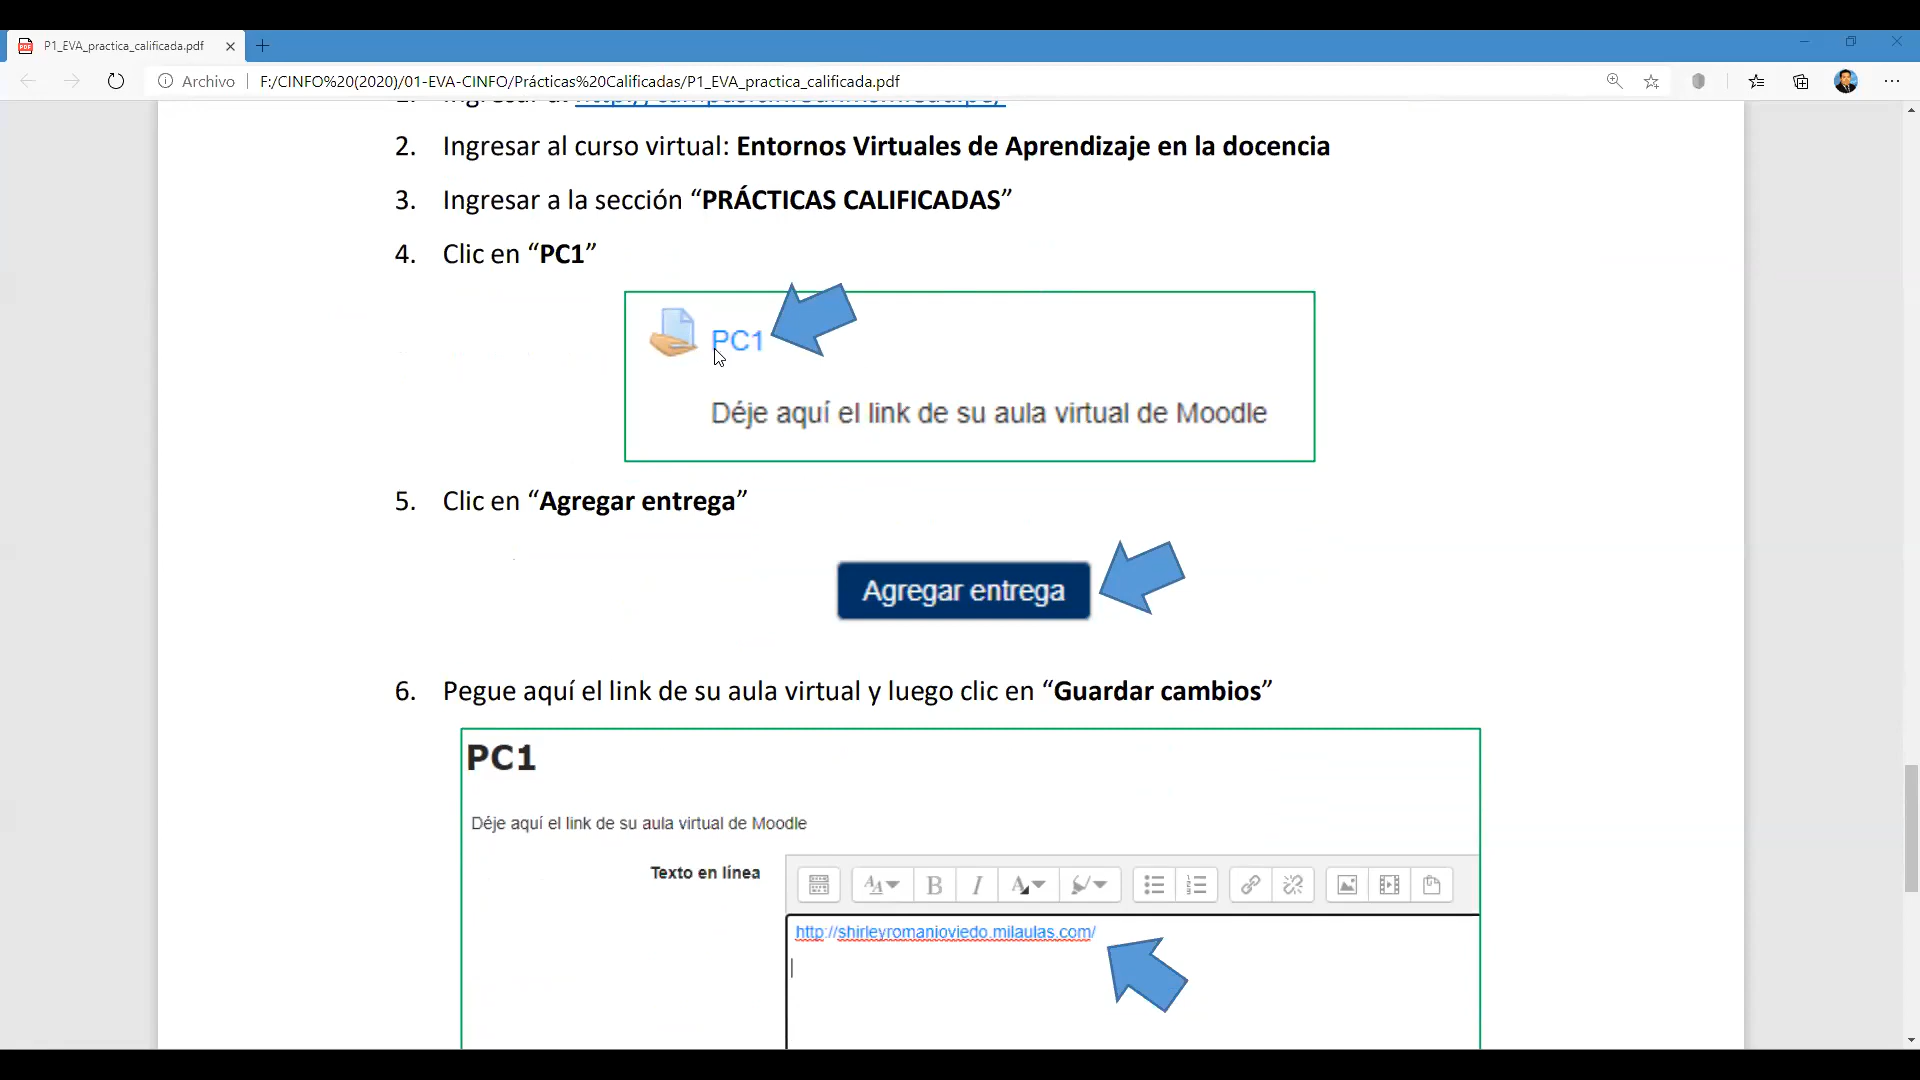 P1_EVA_practica_calificada.pdf
Archivo
F:/CINFO%20(2020)/01-EVA-CINFO/Prácticas%20Calificadas/P1_EVA_practica_calificada.pdf
2. Ingresar al curso virtual: Entornos Virtuales de Aprendizaje en la docencia
3. Ingresar a la sección “PRÁCTICAS CALIFICADAS”
4. Clic en “PC1”
PC1
Déje aquí el link de su aula virtual de Moodle
5. Clic en “Agregar entrega”
Agregar entrega
6. Pegue aquí el link de su aula virtual y luego clic en “Guardar cambios”
PC1
Déje aquí el link de su aula virtual de Moodle
Texto en línea
http://shirleyromanioviedo.milaulas.com/